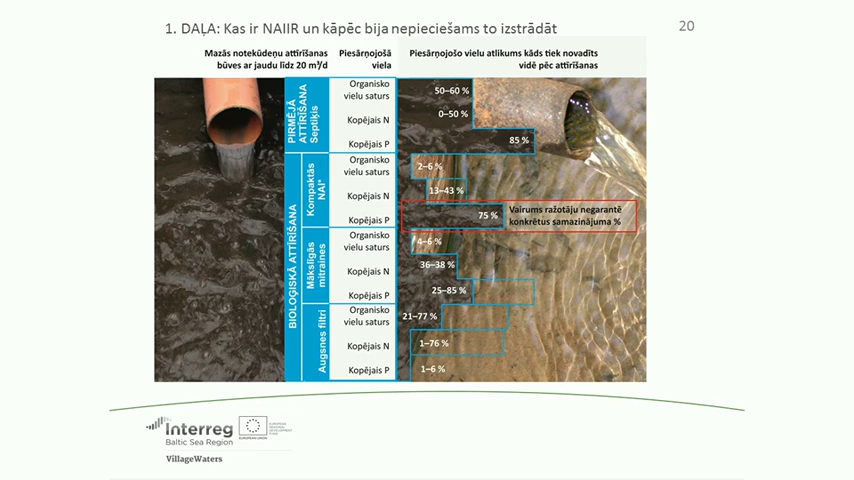 1. DAĻA: Kas ir NAIIR un kāpēc bija nepieciešams to izstrādāt
20
Mazās notekūdeņu attīrīšanas
būves ar jaudu līdz 20 m³/d
Piesārņojošā
viela
Piesārņojošo vielu atlikums kāds tiek novadīts
vidē pēc attīrīšanas
PIRMĒJĀ
ATTĪRĪŠANA
Septiķis
Organisko
vielu saturs
50–60 %
Kopējais N
0–50 %
Kopējais P
85 %
BIOLOĢISKĀ ATTĪRĪŠANA
Kompaktās
NAI*
Organisko
vielu saturs
2–6 %
Kopējais N
13–43 %
Kopējais P
75 %
Vairums ražotāju negarantē
konkrētus samazinājuma %
Mākslīgās
mitraines
Organisko
vielu saturs
4–6 %
Kopējais N
36–38 %
Kopējais P
25–85 %
Augsnes filtri
Organisko
vielu saturs
21–77 %
Kopējais N
1–76 %
Kopējais P
1–6 %
Interreg
Baltic Sea Region
EUROPEAN UNION
EUROPEAN
REGIONAL
DEVELOPMENT
FUND
VillageWaters